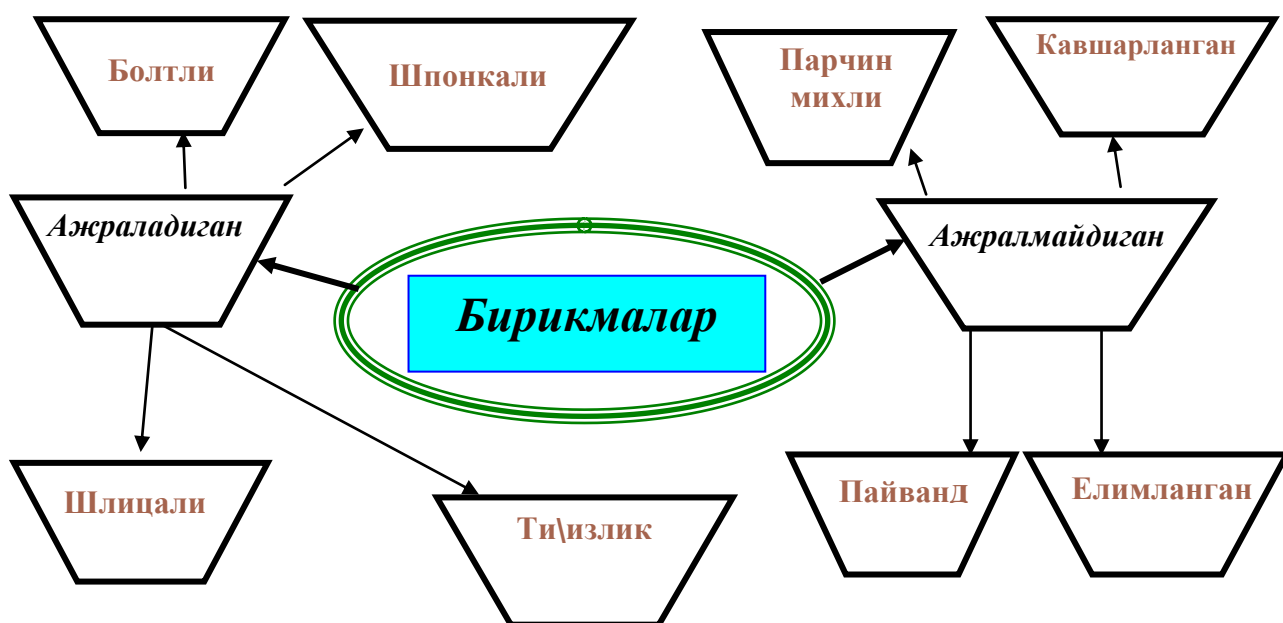 Болтли
Шпонкали
Парчин
михли
Кавшарланган
Ажраладиган
Ажралмайдиган
Бирикмалар
Шлицали
Ти\излик
Пайванд
Елимланган